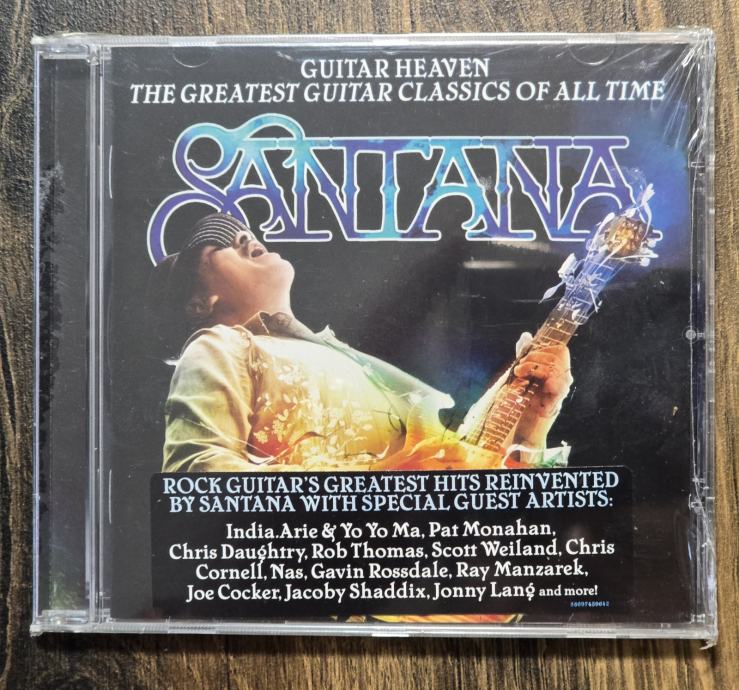 GUITAR HEAVEN
THE GREATEST GUITAR CLASSICS OF ALL TIME
SANTANA
ROCK GUITAR'S GREATEST HITS REINVENTED
BY SANTANA WITH SPECIAL GUEST ARTISTS:
India.Arie & Yo Yo Ma, Pat Monahan,
Chris Daughtry, Rob Thomas, Scott Weiland, Chris
Cornell, Nas, Gavin Rossdale, Ray Manzarek,
Joe Cocker, Jacoby Shaddix, Jonny Lang and more!